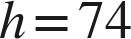 h = 74